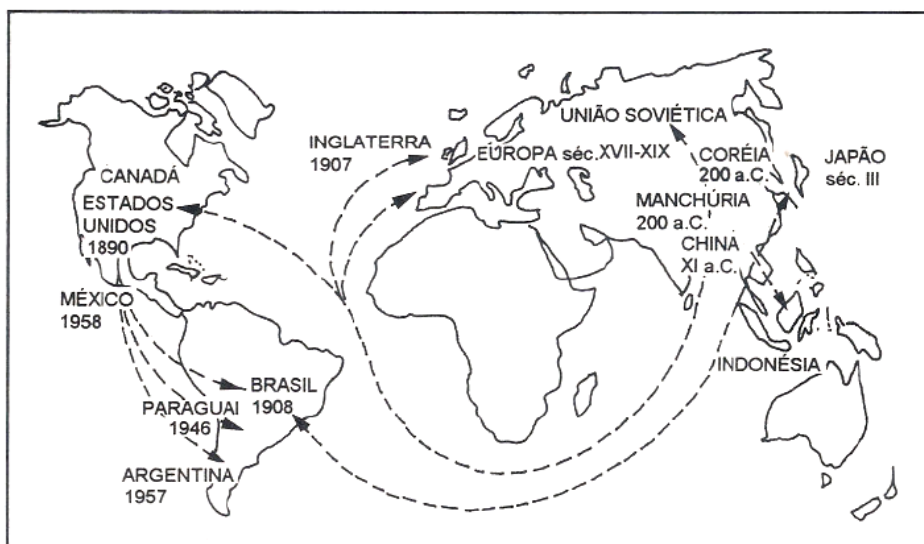 CANADÁ
ESTADOS
UNIDOS
1890
MÉXICO
1958
BRASIL
1908
PARAGUAI
1946
ARGENTINA
1957
INGLATERRA
1907
EUROPA séc. XVII-XIX
UNIÃO SOVIÉTICA
CORÉIA
200 a.C.
JAPÃO
séc. III
MANCHÚRIA
200 a.C.
CHINA
XI a.C.
INDONÉSIA